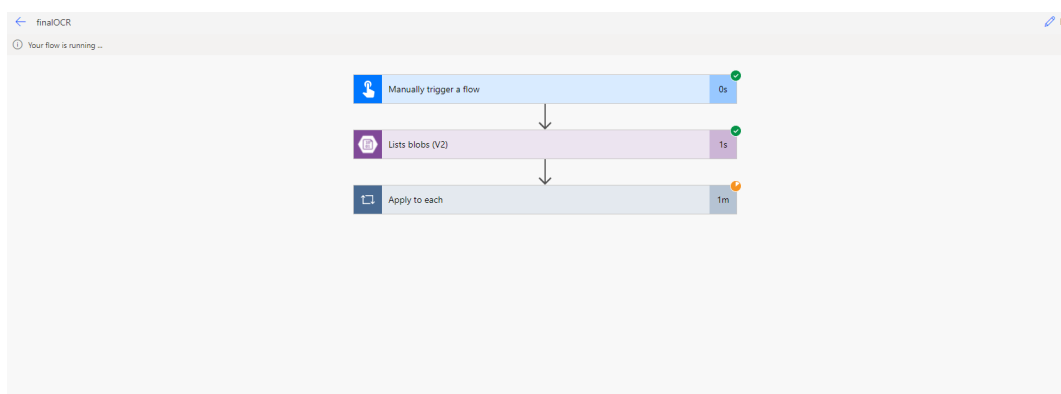 finalOCR
Your flow is running ...
Manually trigger a flow
0s
Lists blobs (V2)
1s
Apply to each
1m